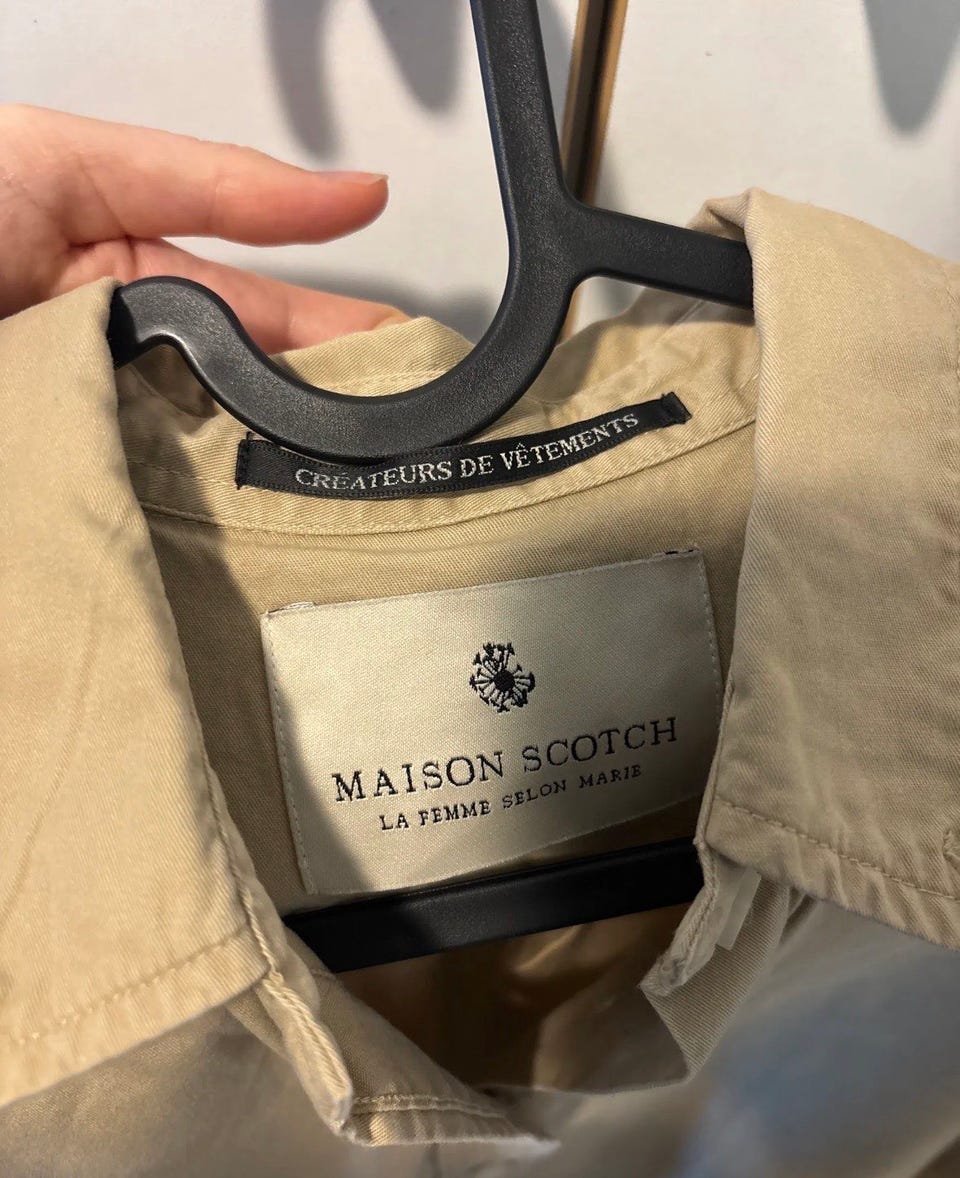 CRÉATEURS DE VÊTEMENTS
MAISON SCOTCH
LA FEMME SELON MARIE